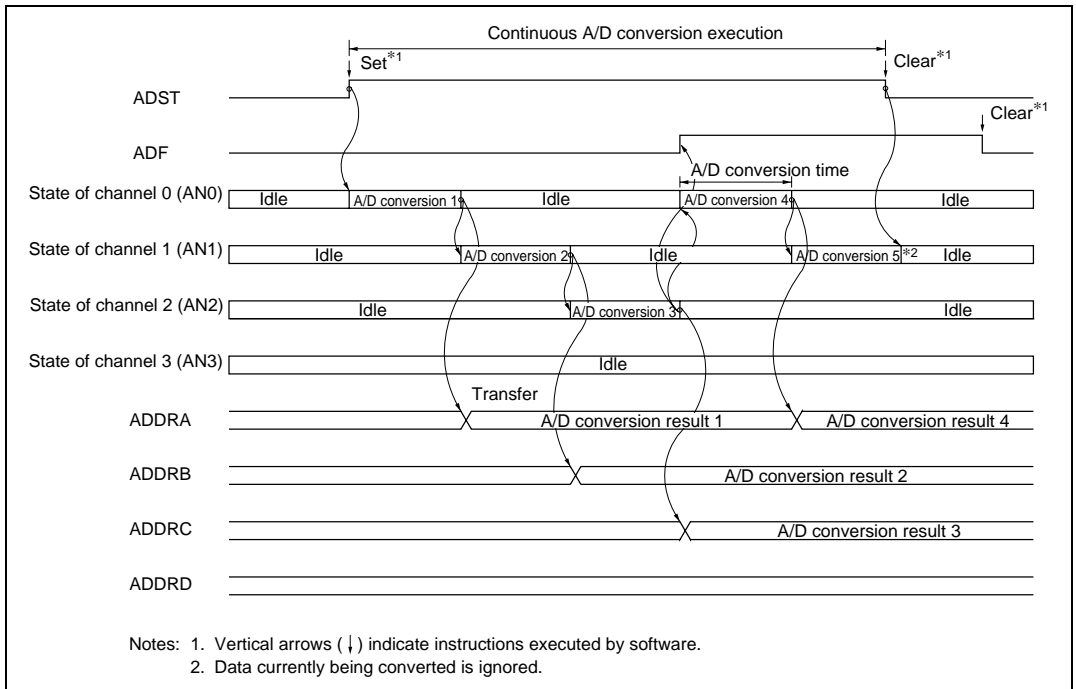 Continuous A/D conversion execution
Set*1 Clear*1
ADST
Clear*1
ADF
A/D conversion time
State of channel 0 (AN0) Idle A/D conversion 1 Idle A/D conversion 4 Idle
State of channel 1 (AN1) Idle A/D conversion 2 Idle A/D conversion 5 *2 Idle
State of channel 2 (AN2) Idle A/D conversion 3 Idle
State of channel 3 (AN3) Idle
Transfer
ADDRA A/D conversion result 1 A/D conversion result 4
ADDRB A/D conversion result 2
ADDRC A/D conversion result 3
ADDRD
Notes: 1. Vertical arrows (↓) indicate instructions executed by software.
2. Data currently being converted is ignored.